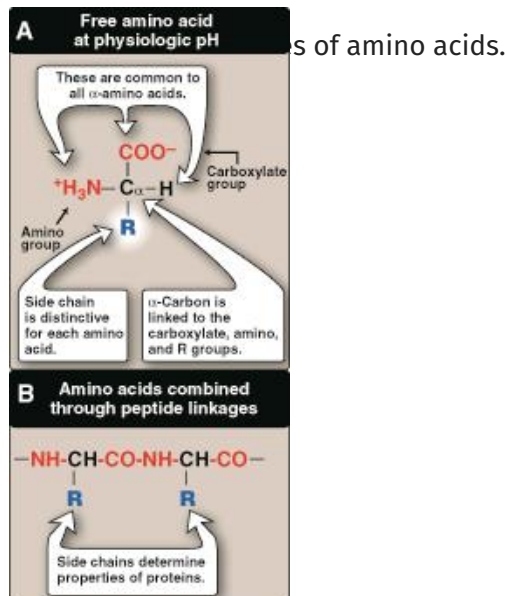 A
Free amino acid
at physiologic pH
s of amino acids.
These are common to
all α-amino acids.
COO⁻
Carboxylate
group
⁺H₃N–Cα–H
Amino
group
R
Side chain
is distinctive
for each amino
acid.
α-Carbon is
linked to the
carboxylate, amino,
and R groups.
B
Amino acids combined
through peptide linkages
–NH-CH-CO-NH-CH-CO–
R R
Side chains determine
properties of proteins.